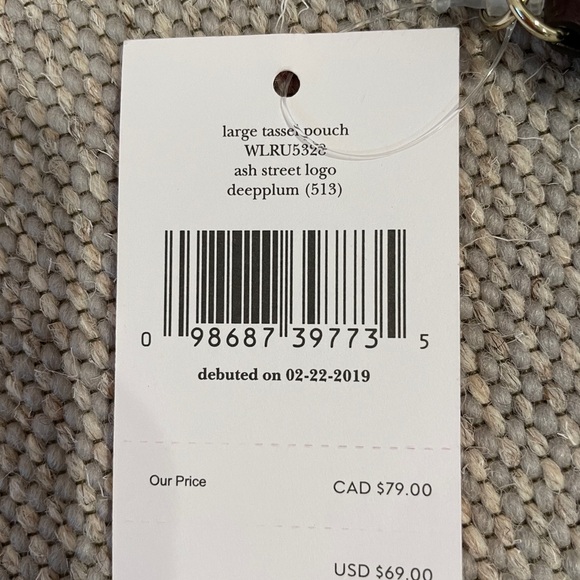 large tassel pouch
WLRU5328
ash street logo
deepplum (513)
0 98687 39773 5
debuted on 02-22-2019
Our Price CAD $79.00
USD $69.00